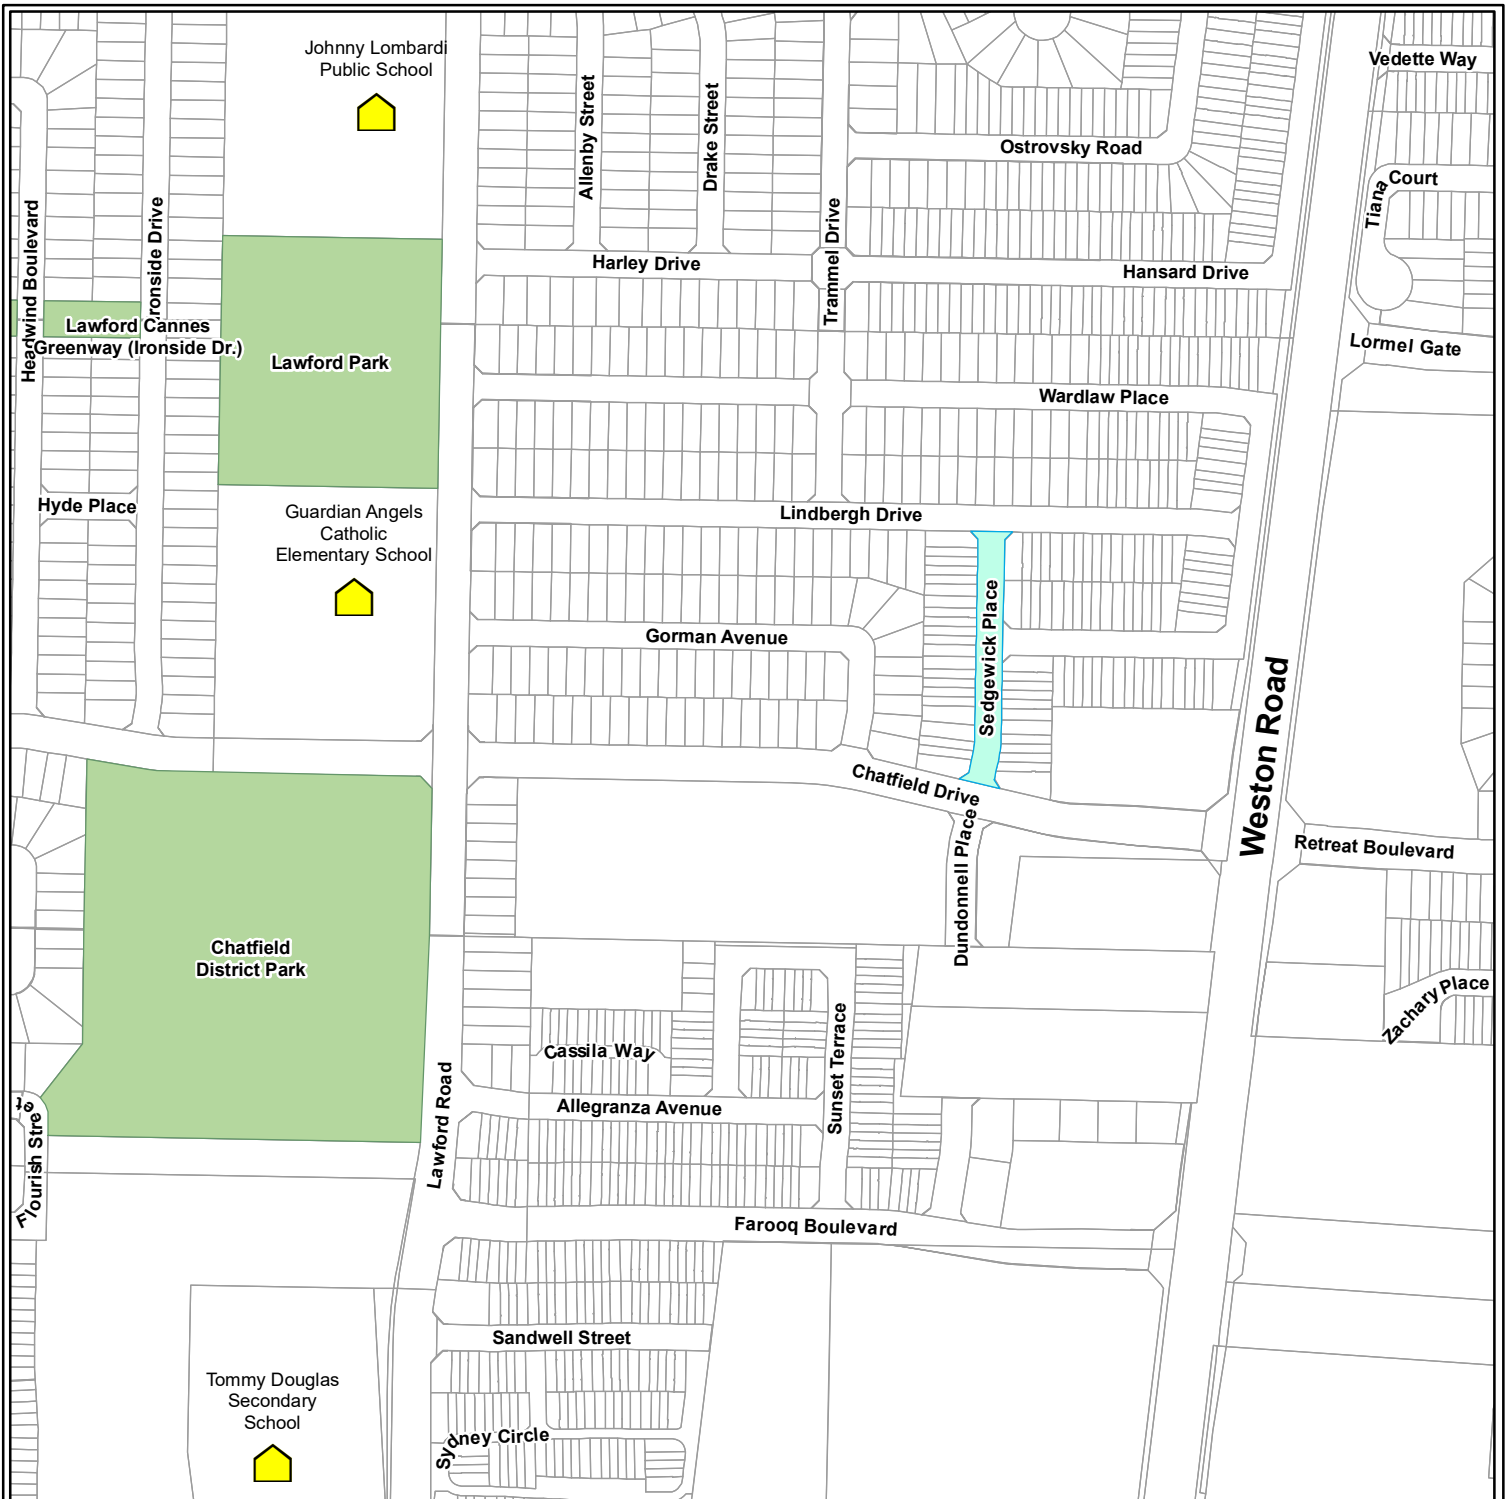 Johnny Lombardi
Public School
Vedette Way
Allenby Street
Drake Street
Ostrovsky Road
Tiana Court
Headwind Boulevard
Ironside Drive
Trammel Drive
Harley Drive
Hansard Drive
Lawford Cannes
Greenway (Ironside Dr.)
Lawford Park
Lormel Gate
Wardlaw Place
Hyde Place
Guardian Angels
Catholic
Elementary School
Lindbergh Drive
Sedgewick Place
Gorman Avenue
Weston Road
Chatfield Drive
Dundonnell Place
Retreat Boulevard
Chatfield
District Park
Zachary Place
Cassila Way
Sunset Terrace
Lawford Road
Allegranza Avenue
Flourish Street
Farooq Boulevard
Sandwell Street
Tommy Douglas
Secondary
School
Sydney Circle